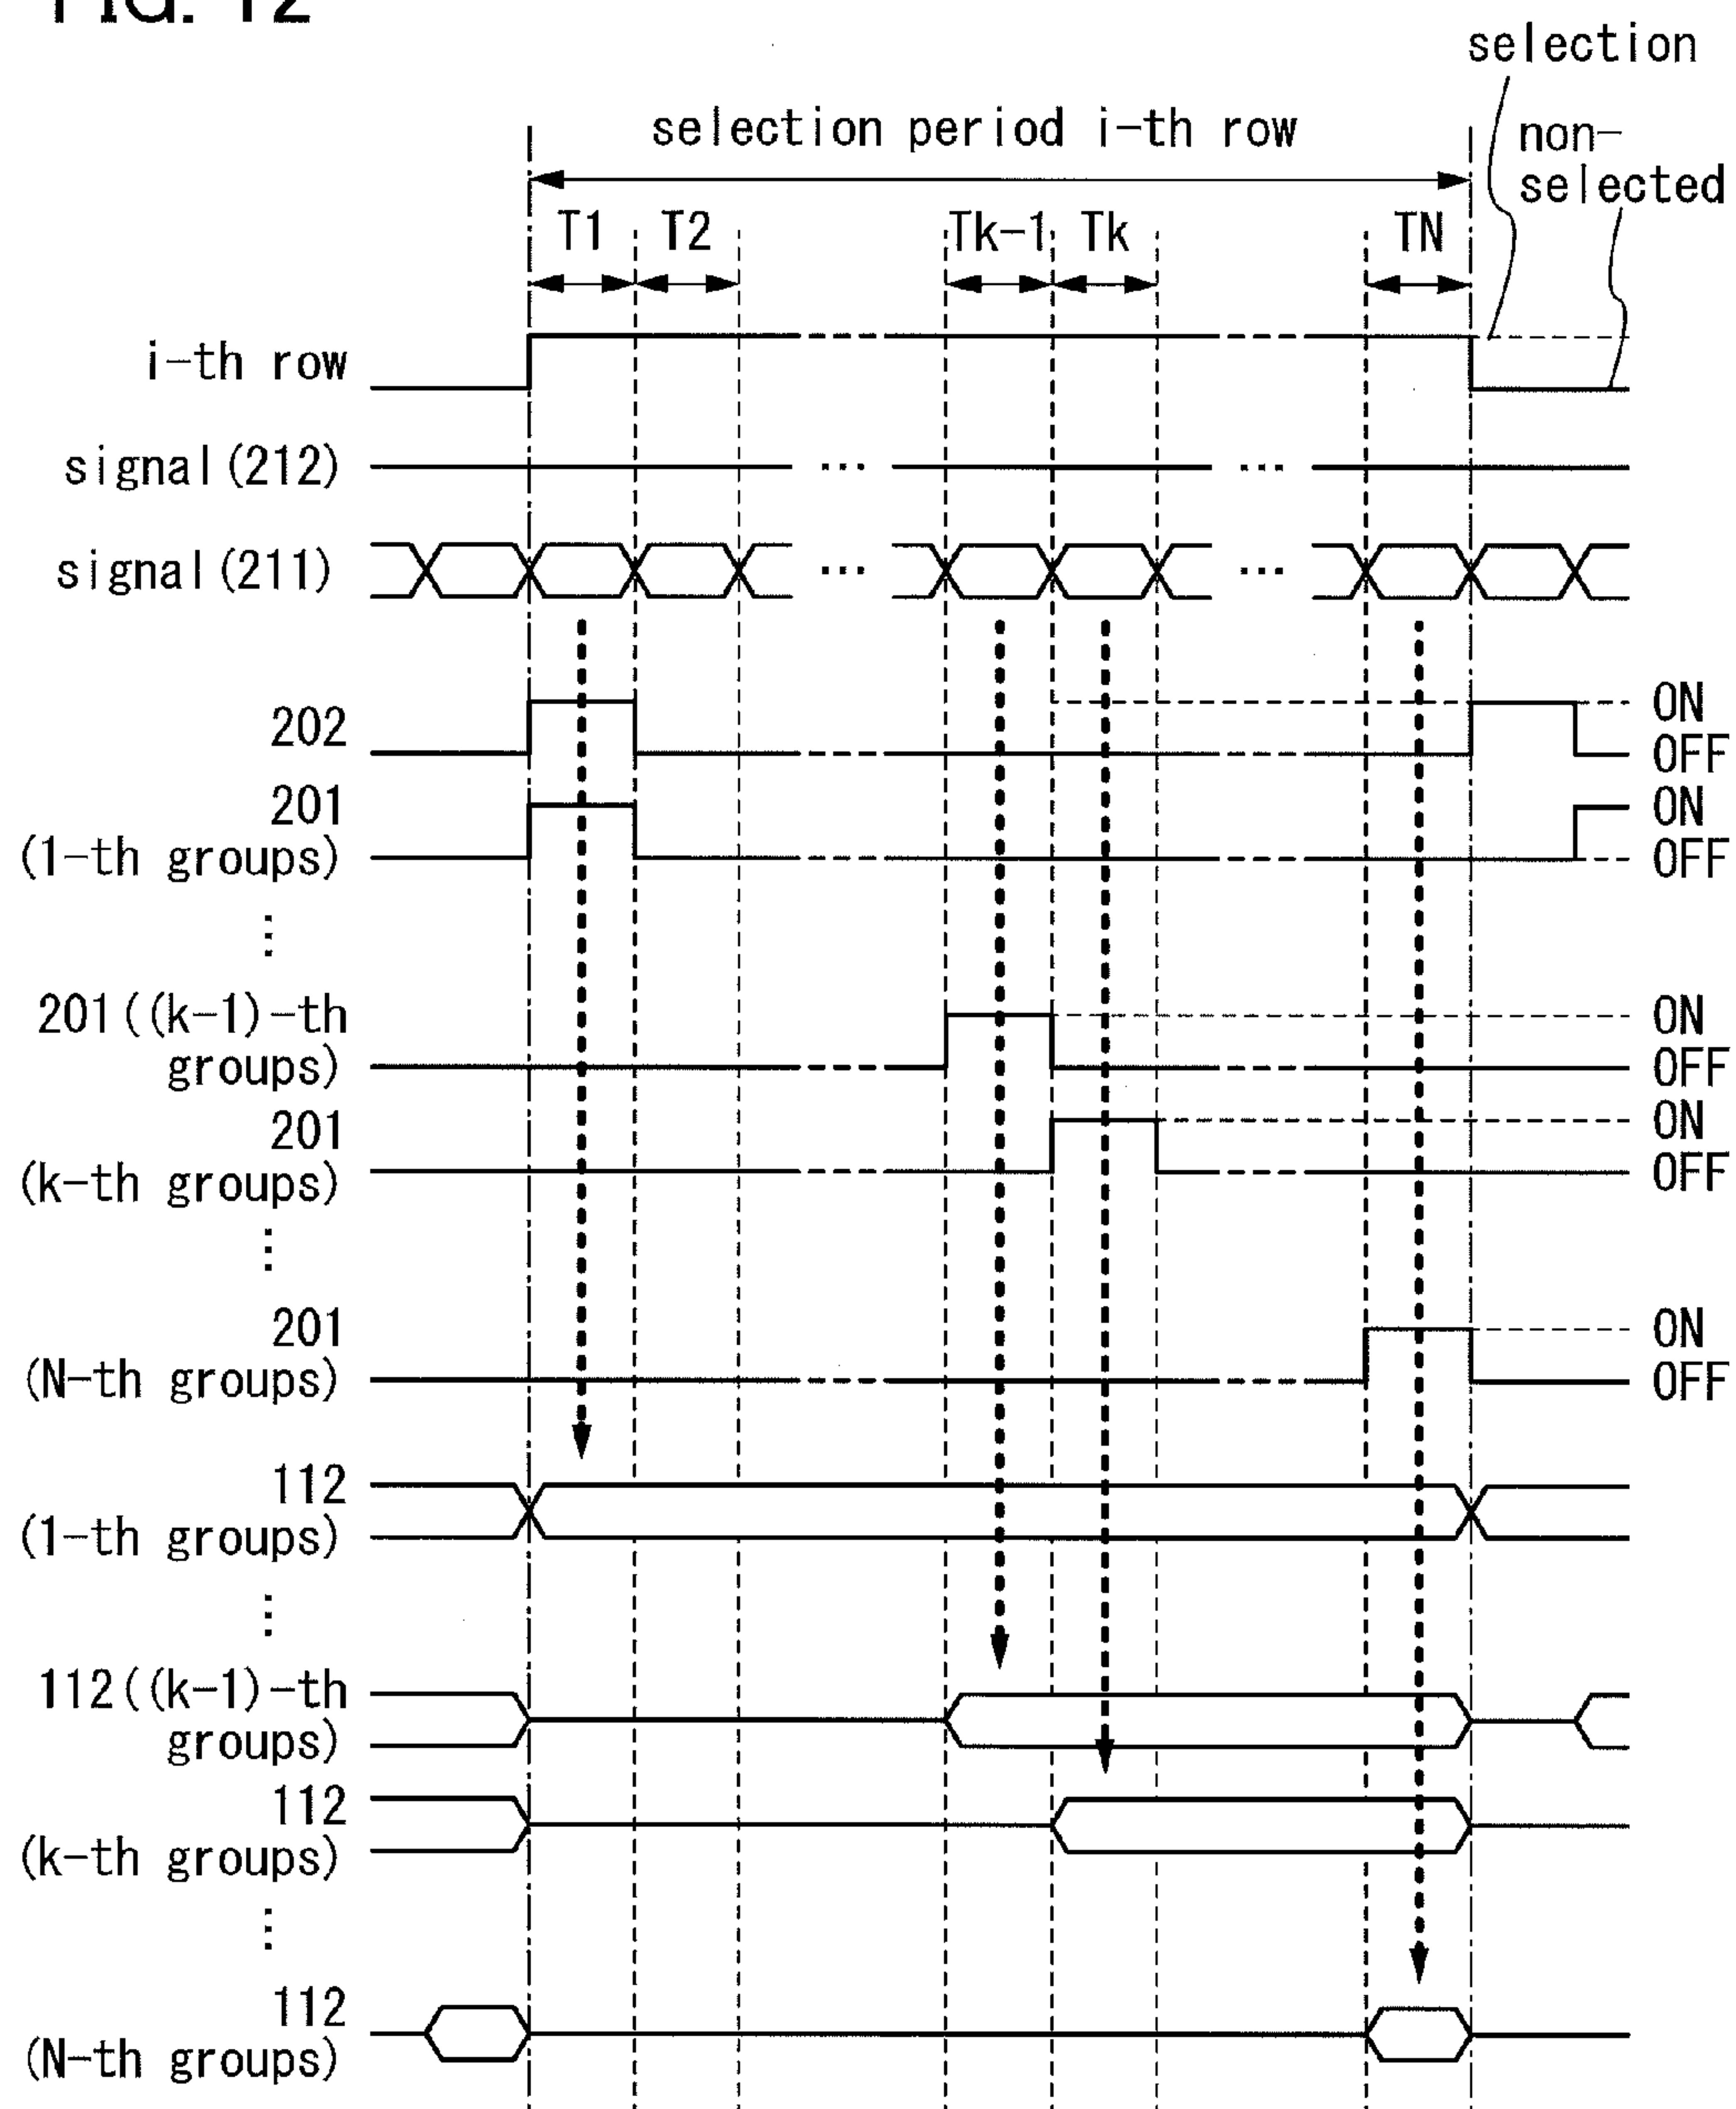 FIG. 12
selection
selection period i-th row
non-
selected
T1
T2
Tk-1
Tk
TN
i-th row
signal(212)
...
...
signal(211)
...
...
202
ON
OFF
201
(1-th groups)
ON
OFF
⋮
201((k-1)-th
groups)
ON
OFF
201
(k-th groups)
ON
OFF
⋮
201
(N-th groups)
ON
OFF
112
(1-th groups)
⋮
112((k-1)-th
groups)
112
(k-th groups)
⋮
112
(N-th groups)